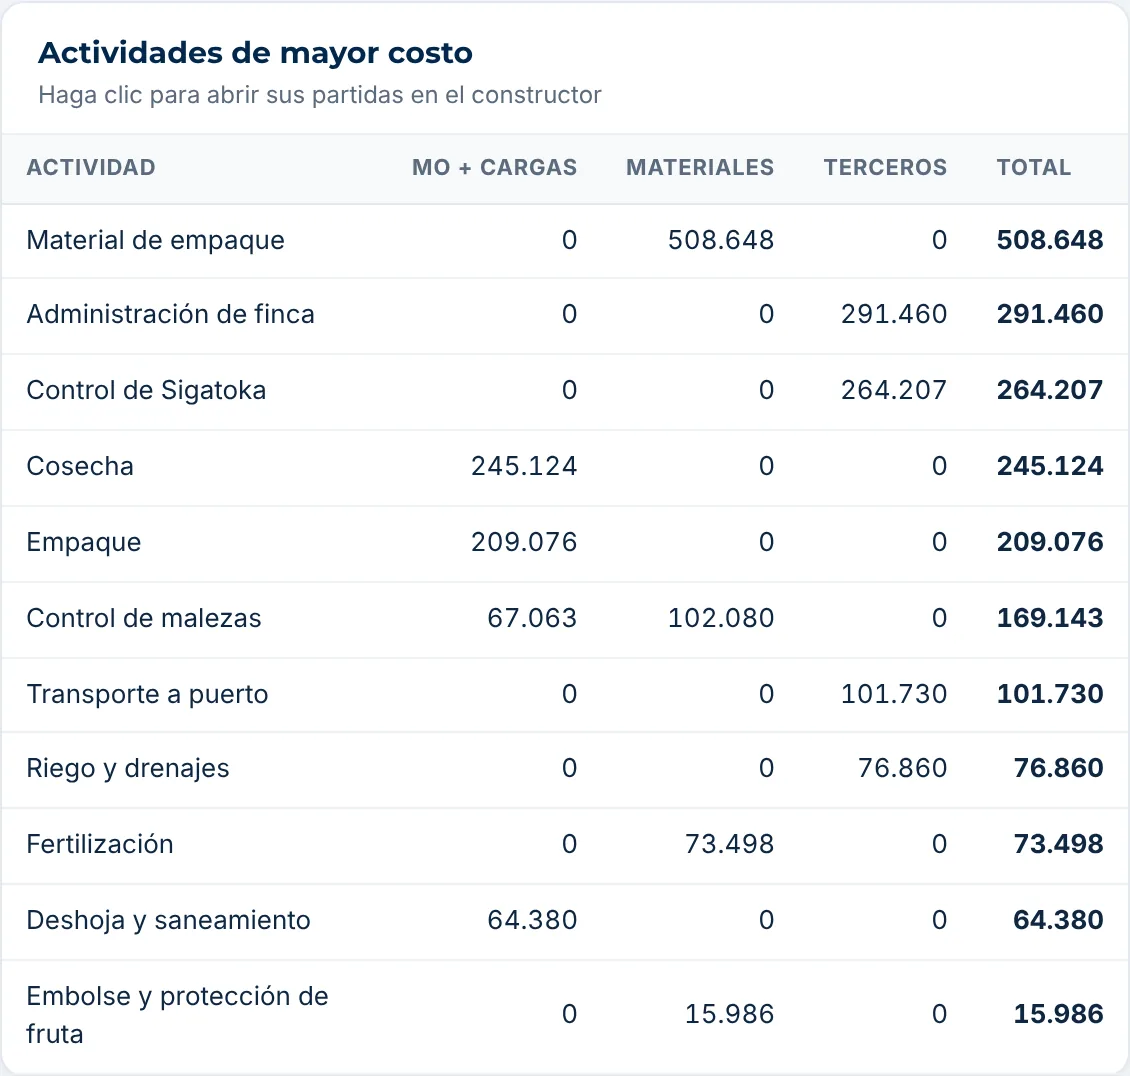 Actividades de mayor costo
Haga clic para abrir sus partidas en el constructor
ACTIVIDAD MO + CARGAS MATERIALES TERCEROS TOTAL
Material de empaque 0 508.648 0 508.648
Administración de finca 0 0 291.460 291.460
Control de Sigatoka 0 0 264.207 264.207
Cosecha 245.124 0 0 245.124
Empaque 209.076 0 0 209.076
Control de malezas 67.063 102.080 0 169.143
Transporte a puerto 0 0 101.730 101.730
Riego y drenajes 0 0 76.860 76.860
Fertilización 0 73.498 0 73.498
Deshoja y saneamiento 64.380 0 0 64.380
Embolse y protección de
fruta 0 15.986 0 15.986